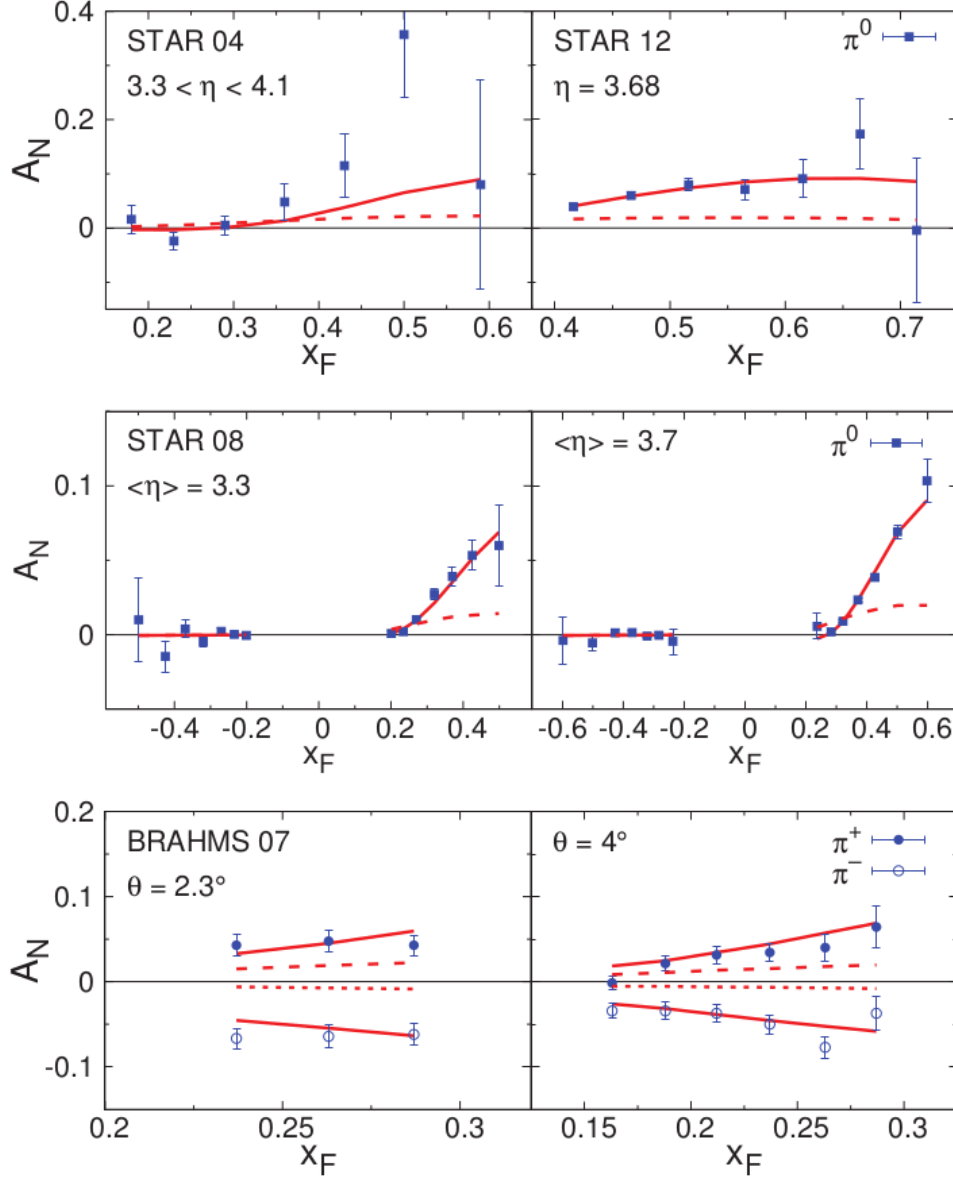 0.4
STAR 04
3.3 < η < 4.1
STAR 12
η = 3.68
π⁰
A_N
0.2
0
0.2 0.3 0.4 0.5 0.6
0.4 0.5 0.6 0.7
x_F
x_F
STAR 08
<η> = 3.3
<η> = 3.7
π⁰
A_N
0.1
0
-0.4 -0.2 0 0.2 0.4
-0.6 -0.4 -0.2 0 0.2 0.4 0.6
x_F
x_F
0.2
BRAHMS 07
θ = 2.3°
θ = 4°
π⁺
π⁻
A_N
0.1
0
-0.1
0.2 0.25 0.3
0.15 0.2 0.25 0.3
x_F
x_F